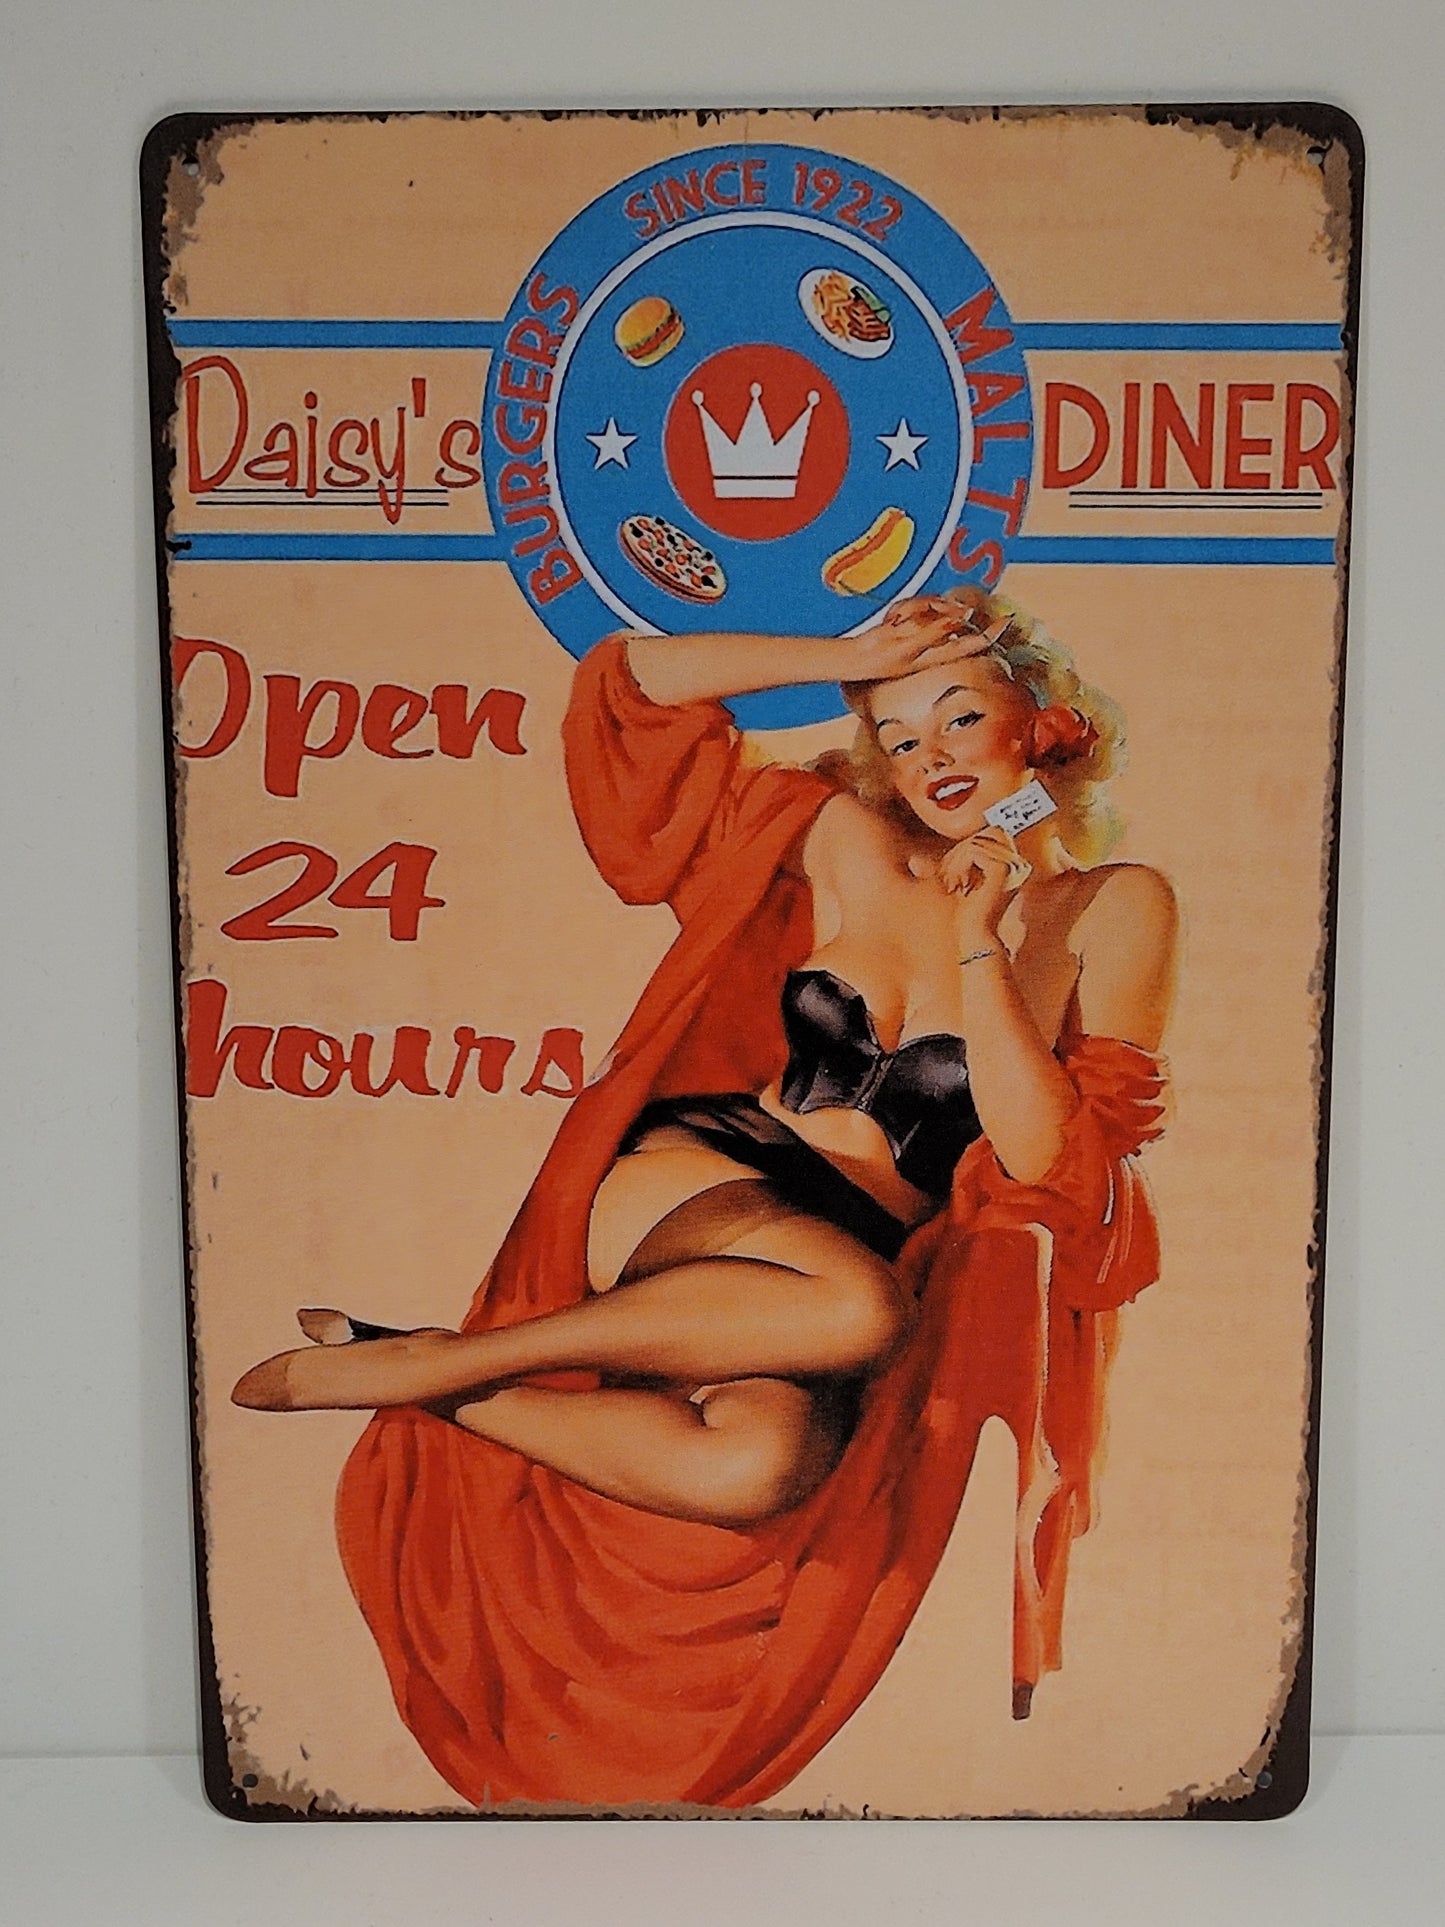 SINCE 1922
BURGERS
MALTS
Daisy's
DINER
Open
24
hours